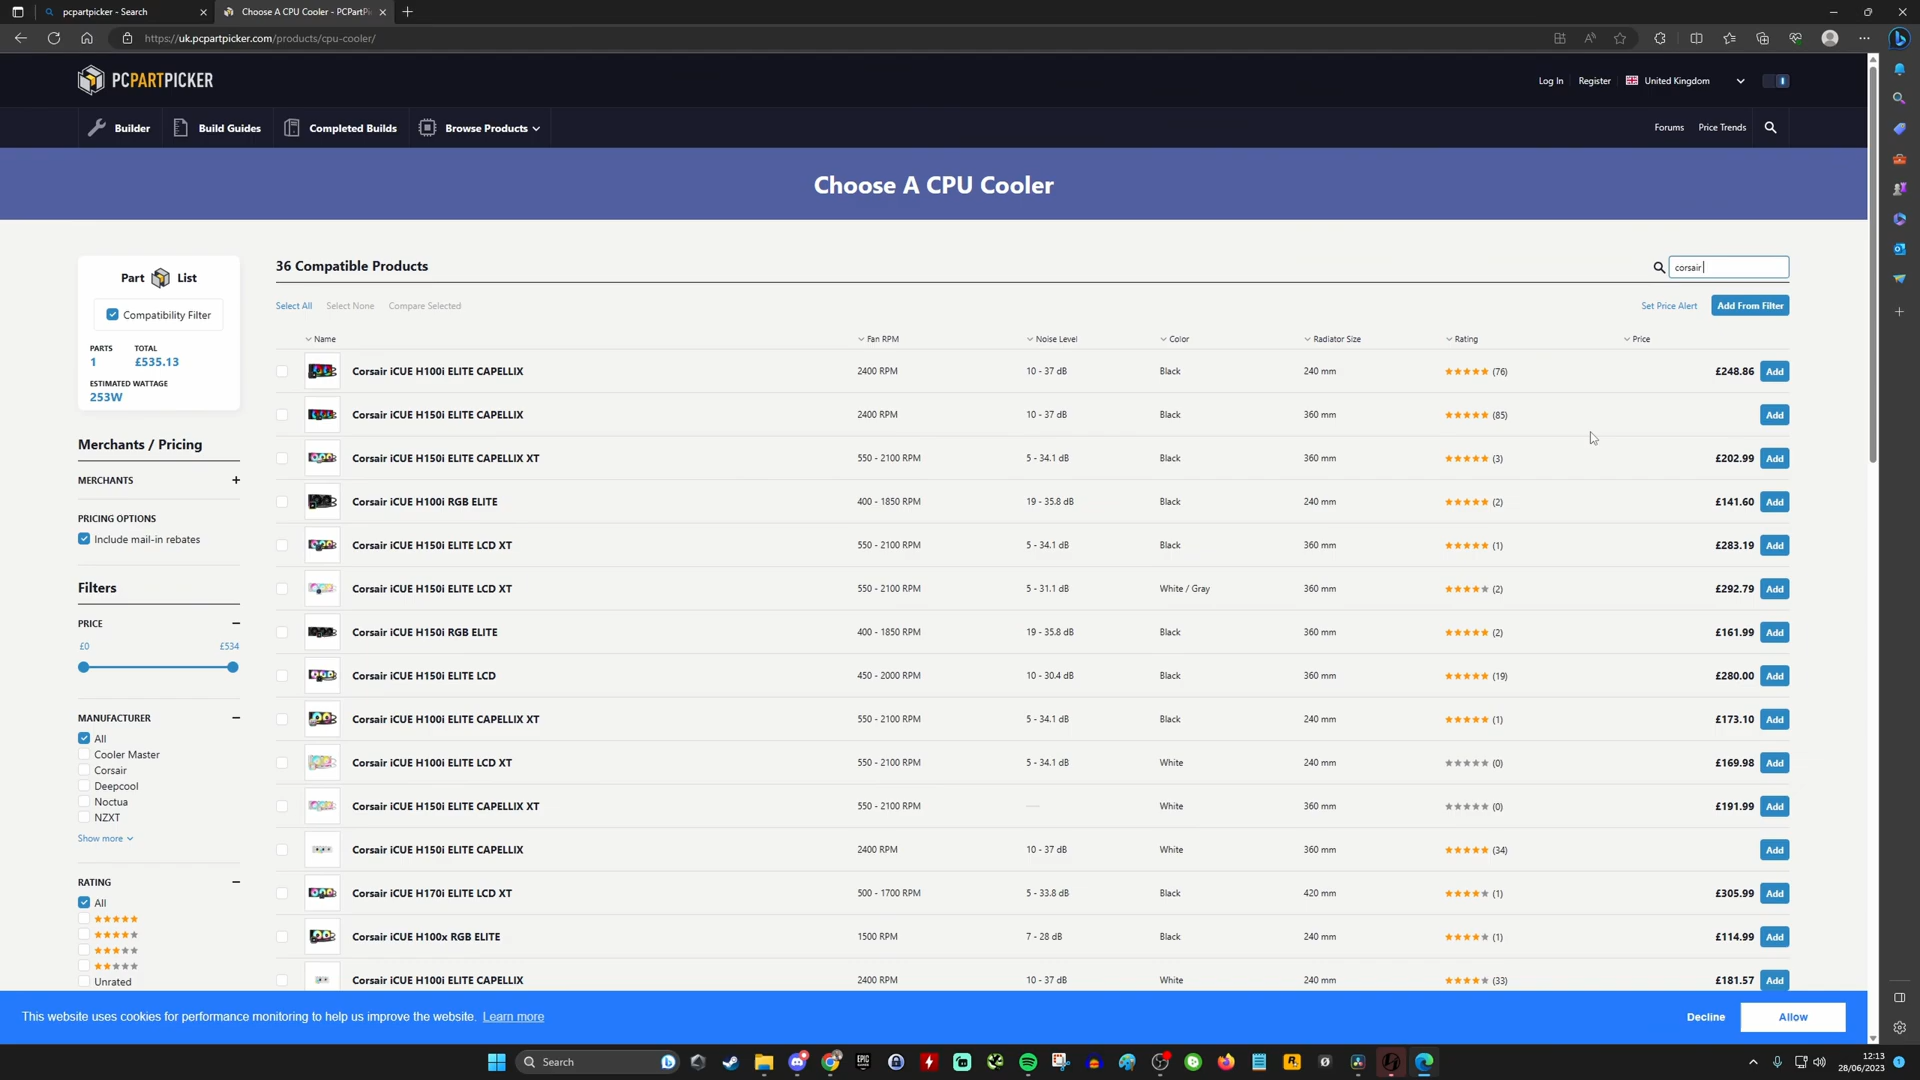 pcpartpicker - Search
Choose A CPU Cooler - PCPartPi
https://uk.pcpartpicker.com/products/cpu-cooler/
PCPARTPICKER
Log In Register United Kingdom
Builder Build Guides Completed Builds Browse Products
Forums Price Trends
Choose A CPU Cooler
Part List
Compatibility Filter
PARTS TOTAL
1 £535.13
ESTIMATED WATTAGE
253W
Merchants / Pricing
MERCHANTS +
PRICING OPTIONS
Include mail-in rebates
Filters
PRICE
£0 £534
MANUFACTURER
All
Cooler Master
Corsair
Deepcool
Noctua
NZXT
Show more
RATING
All
Unrated
36 Compatible Products
corsair
Select All Select None Compare Selected
Set Price Alert Add From Filter
Name Fan RPM Noise Level Color Radiator Size Rating Price
Corsair iCUE H100i ELITE CAPELLIX 2400 RPM 10 - 37 dB Black 240 mm (76) £248.86 Add
Corsair iCUE H150i ELITE CAPELLIX 2400 RPM 10 - 37 dB Black 360 mm (85) Add
Corsair iCUE H150i ELITE CAPELLIX XT 550 - 2100 RPM 5 - 34.1 dB Black 360 mm (3) £202.99 Add
Corsair iCUE H100i RGB ELITE 400 - 1850 RPM 19 - 35.8 dB Black 240 mm (2) £141.60 Add
Corsair iCUE H150i ELITE LCD XT 550 - 2100 RPM 5 - 34.1 dB Black 360 mm (1) £283.19 Add
Corsair iCUE H150i ELITE LCD XT 550 - 2100 RPM 5 - 31.1 dB White / Gray 360 mm (2) £292.79 Add
Corsair iCUE H150i RGB ELITE 400 - 1850 RPM 19 - 35.8 dB Black 360 mm (2) £161.99 Add
Corsair iCUE H150i ELITE LCD 450 - 2000 RPM 10 - 30.4 dB Black 360 mm (19) £280.00 Add
Corsair iCUE H100i ELITE CAPELLIX XT 550 - 2100 RPM 5 - 34.1 dB Black 240 mm (1) £173.10 Add
Corsair iCUE H100i ELITE LCD XT 550 - 2100 RPM 5 - 34.1 dB White 240 mm (0) £169.98 Add
Corsair iCUE H150i ELITE CAPELLIX XT 550 - 2100 RPM White 360 mm (0) £191.99 Add
Corsair iCUE H150i ELITE CAPELLIX 2400 RPM 10 - 37 dB White 360 mm (34) Add
Corsair iCUE H170i ELITE LCD XT 500 - 1700 RPM 5 - 33.8 dB Black 420 mm (1) £305.99 Add
Corsair iCUE H100x RGB ELITE 1500 RPM 7 - 28 dB Black 240 mm (1) £114.99 Add
Corsair iCUE H100i ELITE CAPELLIX 2400 RPM 10 - 37 dB White 240 mm (33) £181.57 Add
This website uses cookies for performance monitoring to help us improve the website. Learn more
Decline Allow
Search
EPIC
12:13
28/06/2023
1